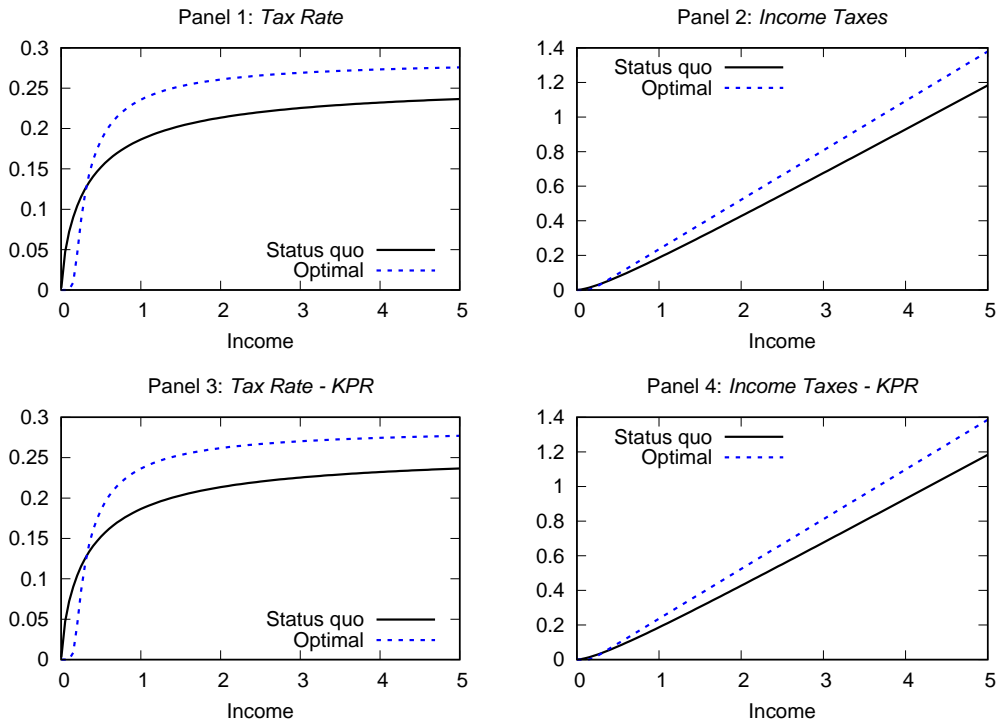 Panel 1: Tax Rate
0.3
0.25
0.2
0.15
0.1
0.05
0
Status quo
Optimal
0 1 2 3 4 5
Income
Panel 2: Income Taxes
1.4
1.2
1
0.8
0.6
0.4
0.2
0
Status quo
Optimal
0 1 2 3 4 5
Income
Panel 3: Tax Rate - KPR
0.3
0.25
0.2
0.15
0.1
0.05
0
Status quo
Optimal
0 1 2 3 4 5
Income
Panel 4: Income Taxes - KPR
1.4
1.2
1
0.8
0.6
0.4
0.2
0
Status quo
Optimal
0 1 2 3 4 5
Income